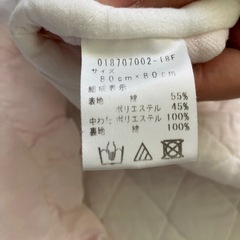 018707002-18F
サイズ
80cm×80cm
組成表示
表地 綿 55%
ポリエステル 45%
中わた ポリエステル 100%
裏地 綿 100%